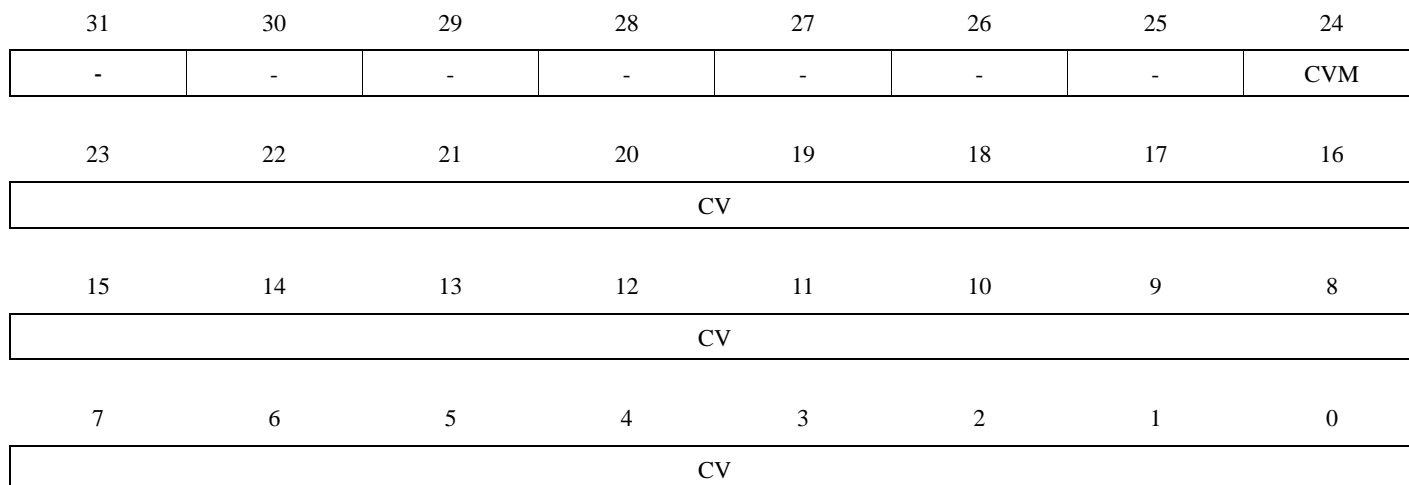 31 30 29 28 27 26 25 24
- - - - - - - CVM
23 22 21 20 19 18 17 16
CV
15 14 13 12 11 10 9 8
CV
7 6 5 4 3 2 1 0
CV